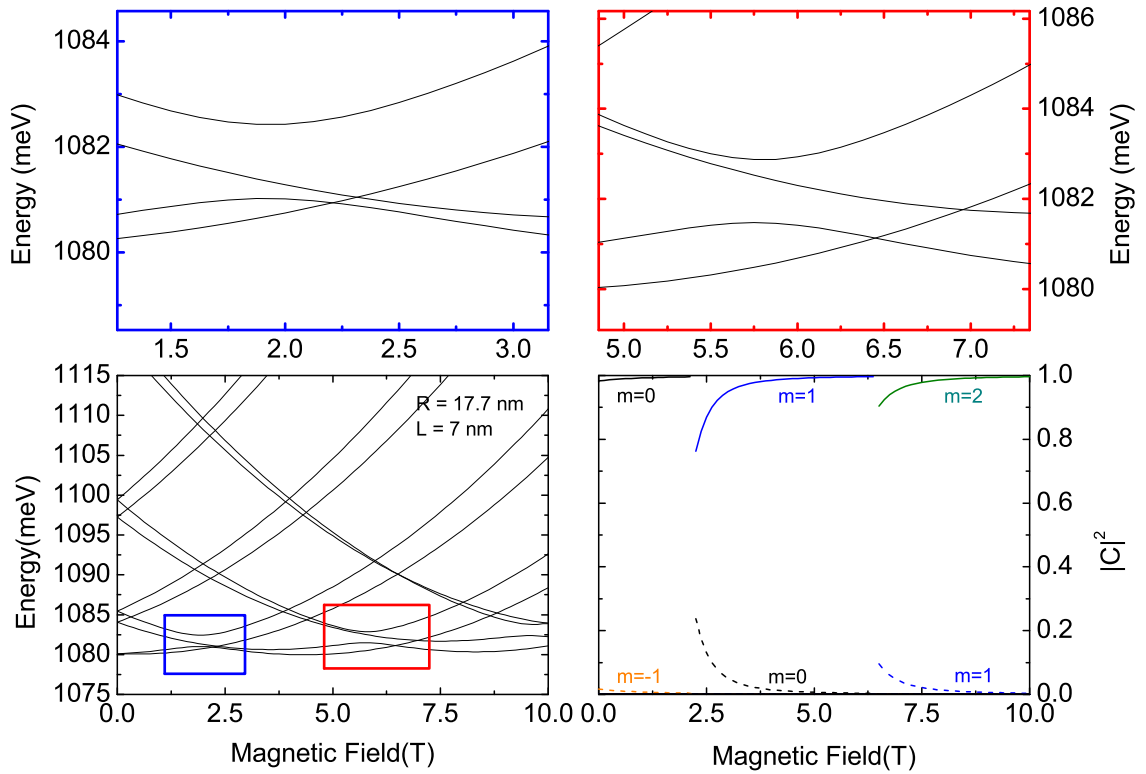 1084
1082
1080
Energy (meV)
1.5 2.0 2.5 3.0
1086
1084
1082
1080
Energy (meV)
5.0 5.5 6.0 6.5 7.0
1115
1110
1105
1100
1095
1090
1085
1080
1075
Energy(meV)
R = 17.7 nm
L = 7 nm
0.0 2.5 5.0 7.5 10.0
Magnetic Field(T)
1.0
0.8
0.6
0.4
0.2
0.0
|C|²
m=0 m=1 m=2
m=-1 m=0 m=1
0.0 2.5 5.0 7.5 10.0
Magnetic Field(T)